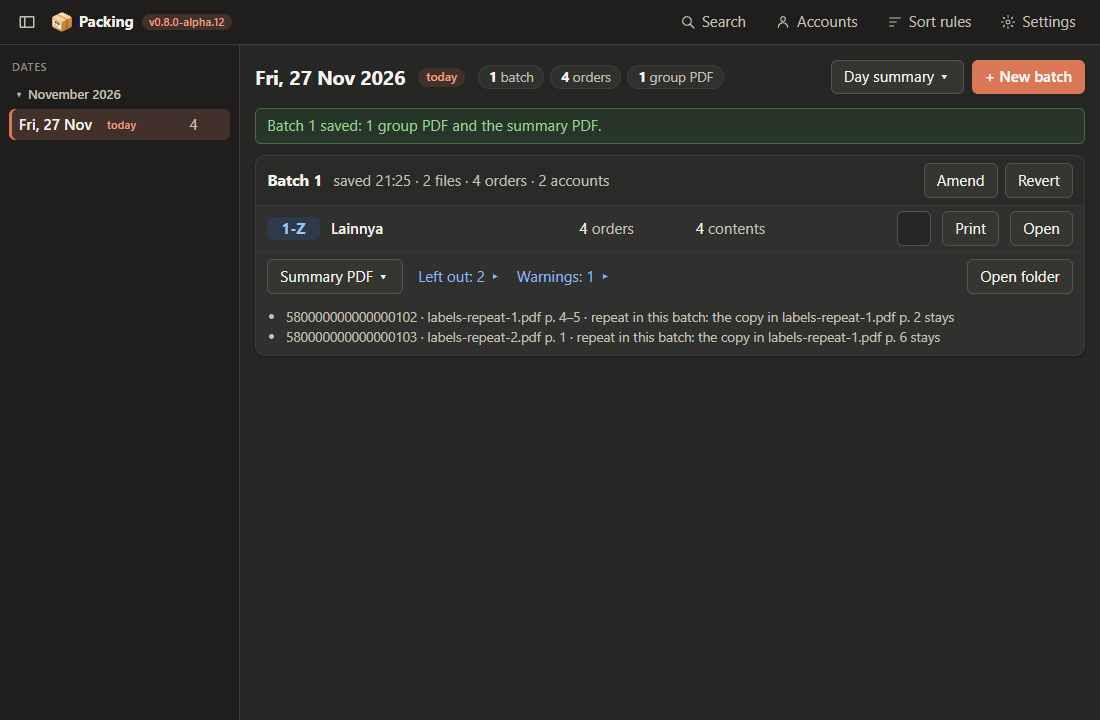 Packing v0.8.0-alpha.12 Search Accounts Sort rules Settings
DATES
November 2026
Fri, 27 Nov today 4
Fri, 27 Nov 2026 today 1 batch 4 orders 1 group PDF Day summary + New batch
Batch 1 saved: 1 group PDF and the summary PDF.
Batch 1 saved 21:25 · 2 files · 4 orders · 2 accounts Amend Revert
1-Z Lainnya 4 orders 4 contents Print Open
Summary PDF Left out: 2 Warnings: 1 Open folder
580000000000000102 · labels-repeat-1.pdf p. 4–5 · repeat in this batch: the copy in labels-repeat-1.pdf p. 2 stays
580000000000000103 · labels-repeat-2.pdf p. 1 · repeat in this batch: the copy in labels-repeat-1.pdf p. 6 stays